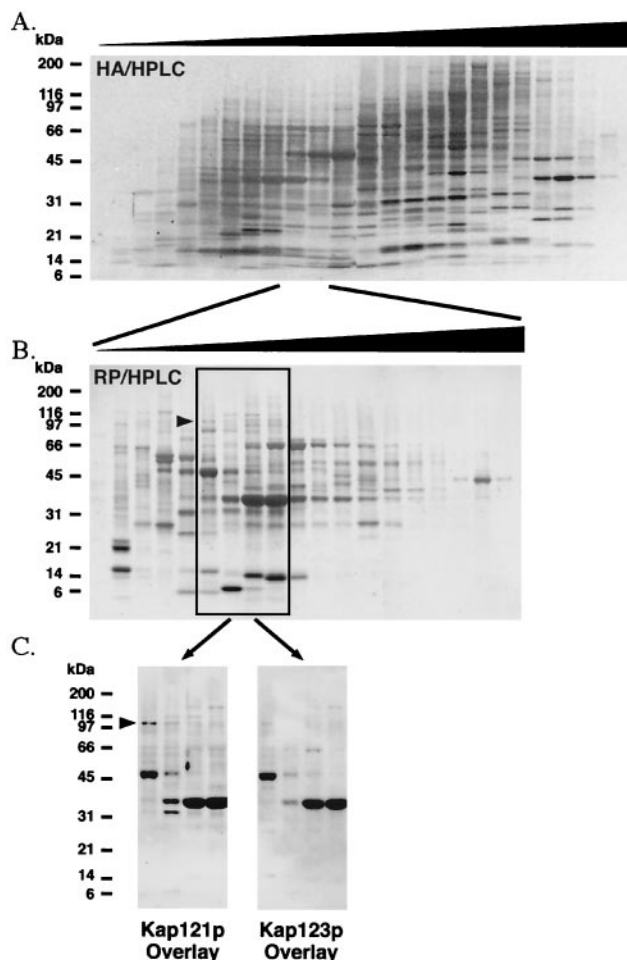 A.
kDa
HA/HPLC
200
116
97
66
45
31
21
14
6
B.
kDa
RP/HPLC
200
116
97
66
45
31
21
14
6
C.
kDa
200
116
97
66
45
31
21
14
6
Kap121p
Overlay
Kap123p
Overlay